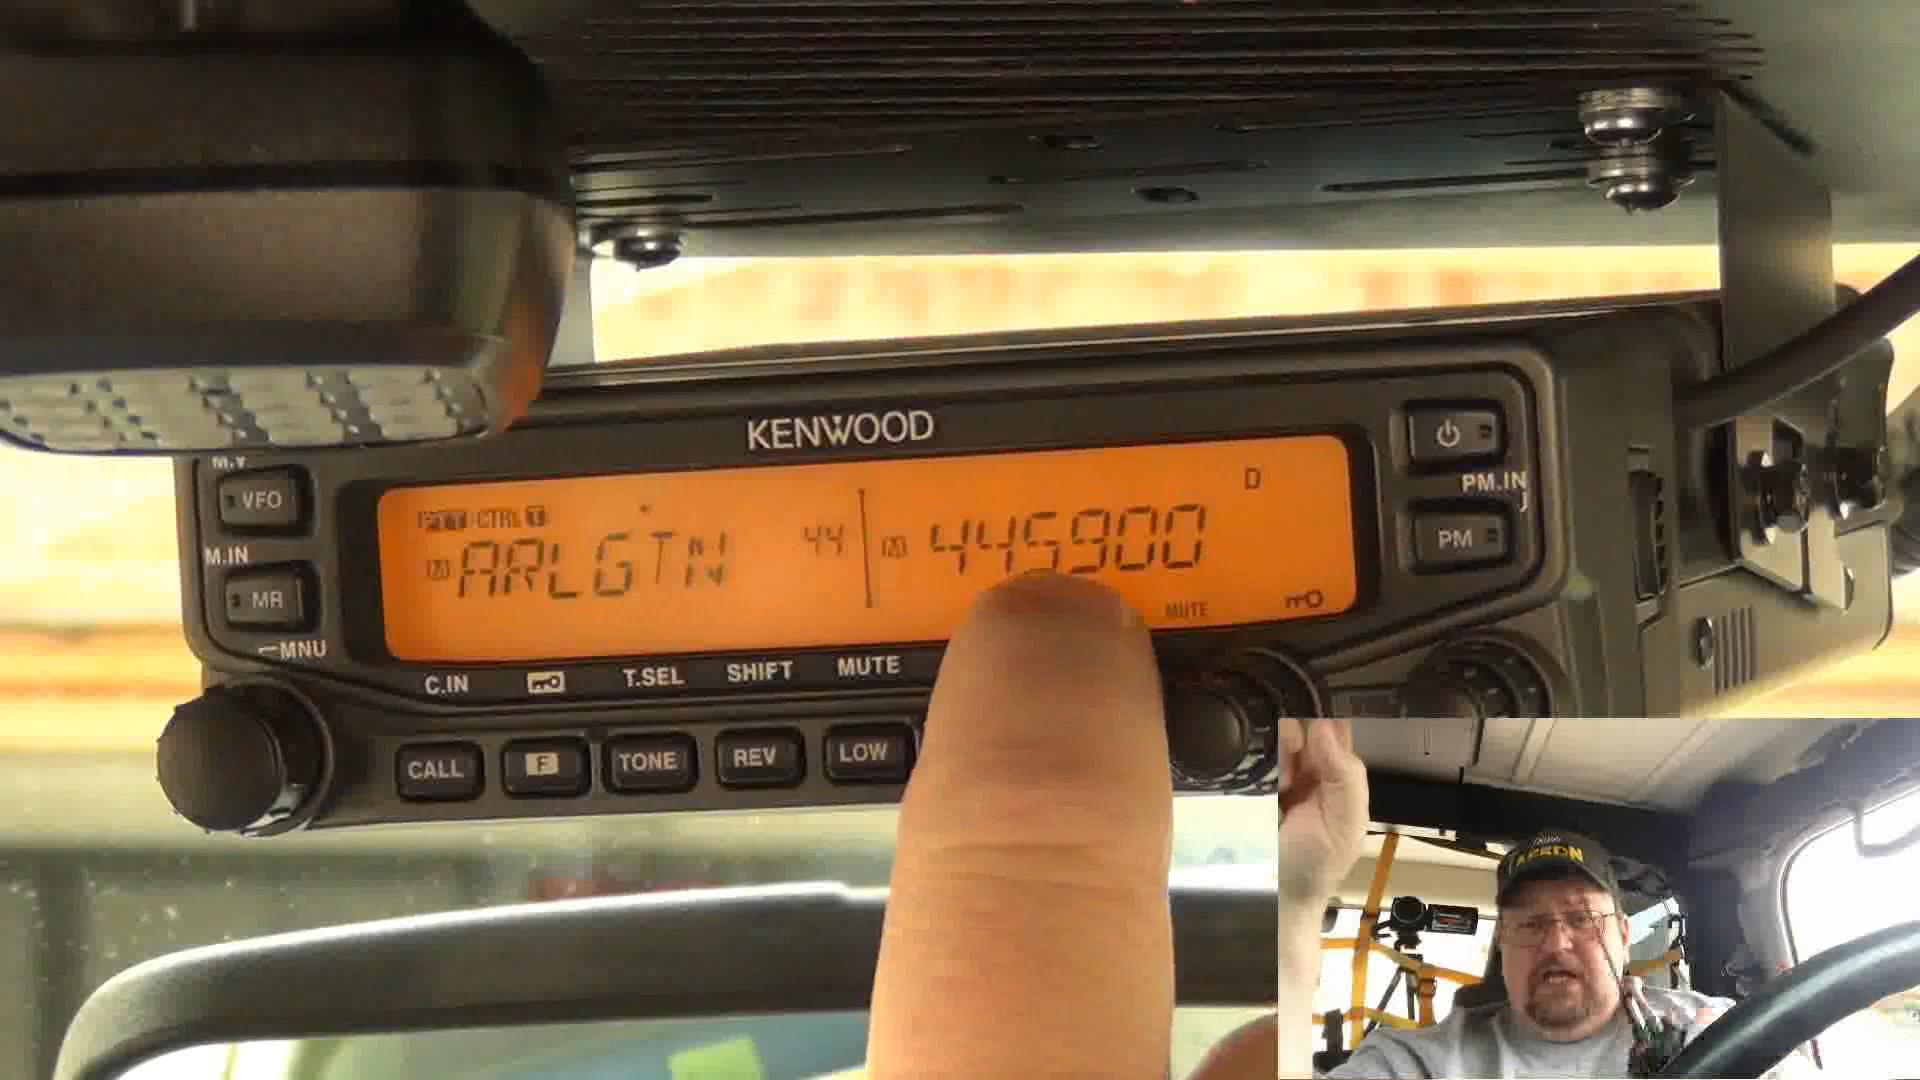 KENWOOD
M.V
VFO
M.IN
MR
MNU
PTT CTRL T
ARLGTN 44
D
445900
MUTE
PM.IN
PM
C.IN T.SEL SHIFT MUTE
CALL F TONE REV LOW